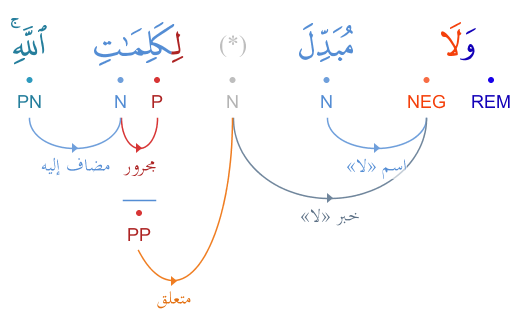 وَلَا مُبَدِّلَ (*) لِكَلِمَـٰتِ ٱللَّهِ ۚ
REM NEG N N P N PN
اسم «لا» مجرور مضاف إليه
خبر «لا»
PP
متعلق